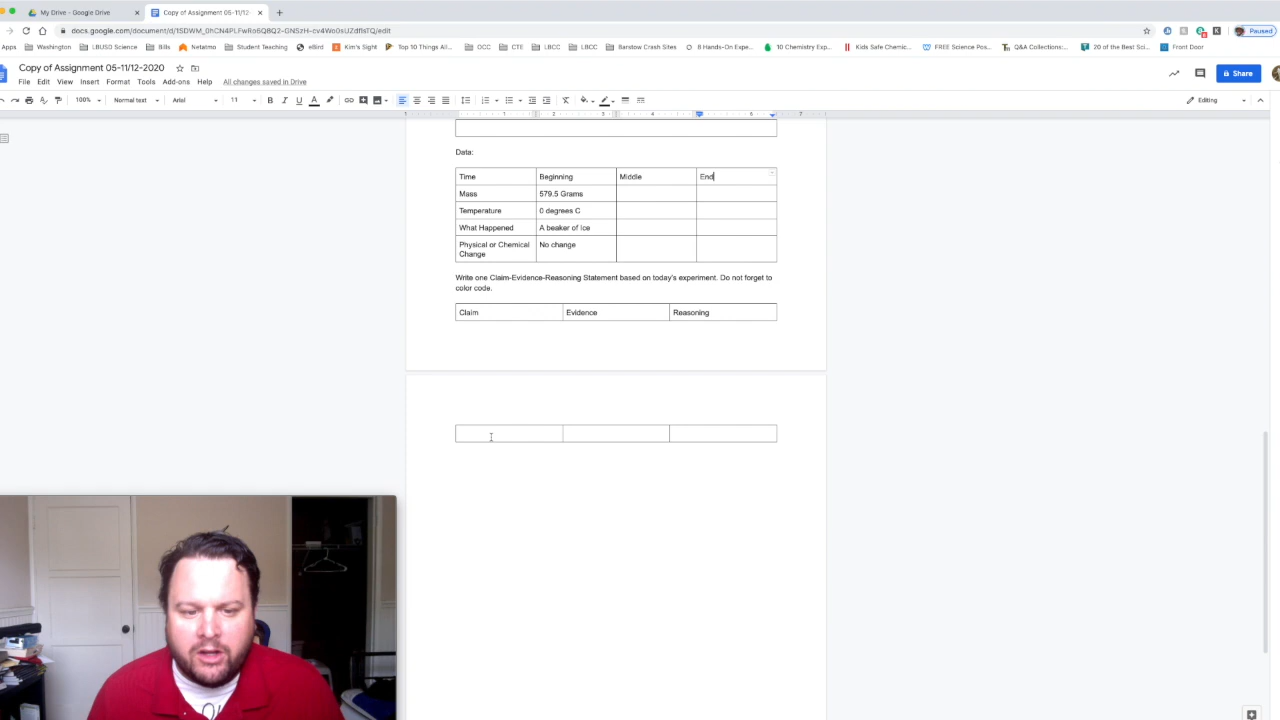 My Drive - Google Drive
Copy of Assignment 05-11/12-
docs.google.com/document/d/
Apps
Washington
LBUSD Science
Bills
Netatmo
Student Teaching
eBird
Kim's Sight
Top 10 Things Al...
OCC
CTE
LBCC
LBCC
Barstow Crash Sites
8 Hands-On Expe...
10 Chemistry Exp...
Kids Safe Chemic...
FREE Science Pos...
Q&A Collections:...
20 of the Best Sci...
Front Door
Paused
Copy of Assignment 05-11/12-2020
File Edit View Insert Format Tools Add-ons Help All changes saved in Drive
Share
100% Normal text Arial 11
Editing
Data:
Time Beginning Middle End
Mass 579.5 Grams
Temperature 0 degrees C
What Happened A beaker of Ice
Physical or Chemical No change
Change
Write one Claim-Evidence-Reasoning Statement based on today's experiment. Do not forget to
color code.
Claim Evidence Reasoning